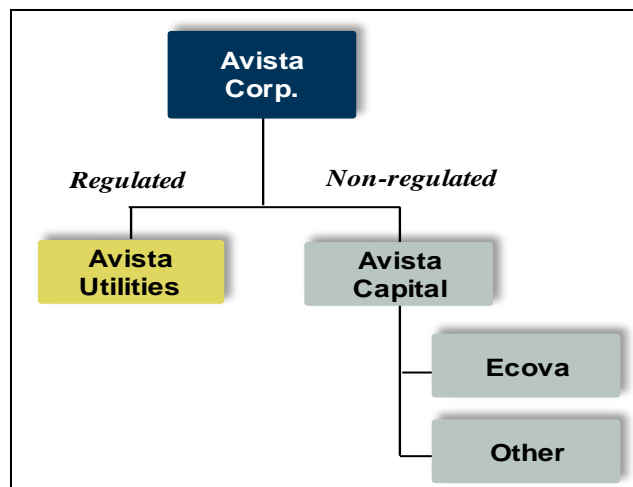 Avista
Corp.
Regulated
Non-regulated
Avista
Utilities
Avista
Capital
Ecova
Other